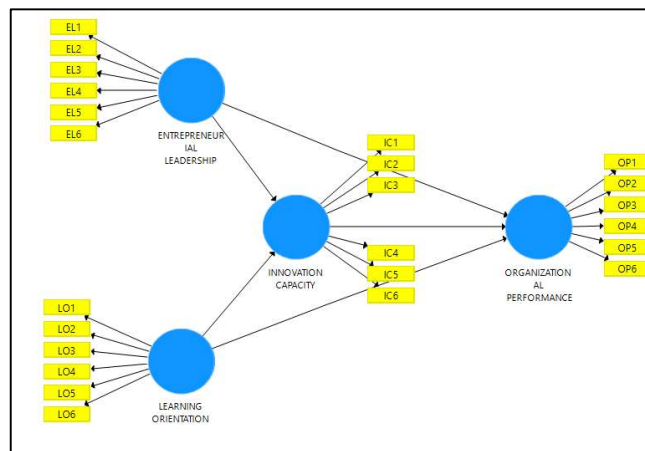 EL1
EL2
EL3
EL4
EL5
EL6
ENTREPRENEUR
IAL
LEADERSHIP
IC1
IC2
IC3
INNOVATION
CAPACITY
IC4
IC5
IC6
OP1
OP2
OP3
OP4
OP5
OP6
ORGANIZATION
AL
PERFORMANCE
LO1
LO2
LO3
LO4
LO5
LO6
LEARNING
ORIENTATION